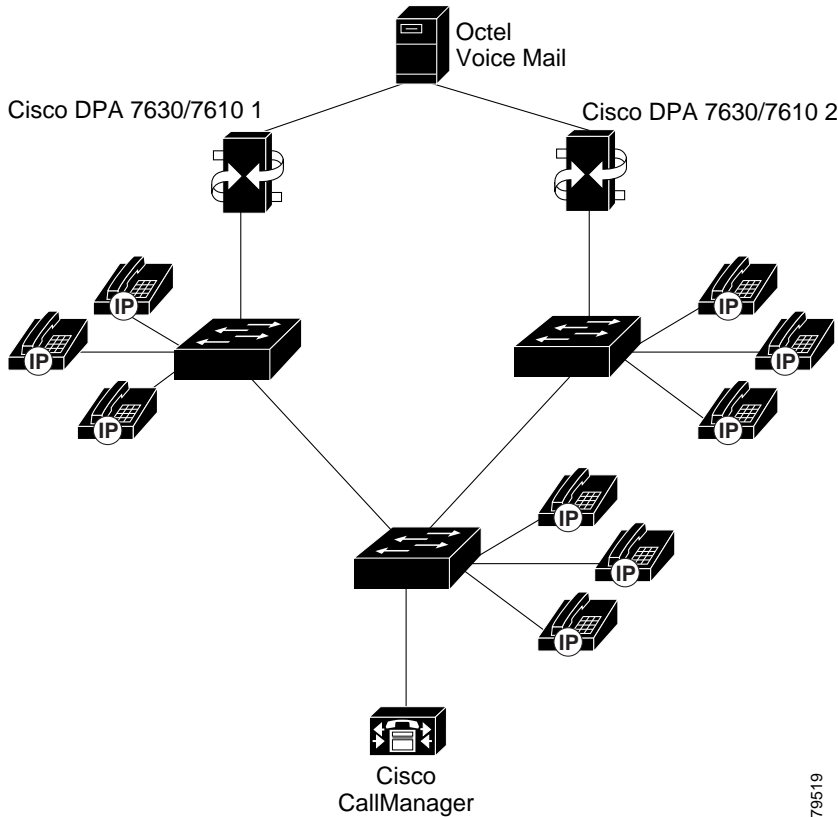 Octel
Voice Mail
Cisco DPA 7630/7610 1
Cisco DPA 7630/7610 2
IP
IP
IP
IP
IP
IP
IP
IP
IP
Cisco
CallManager
79519